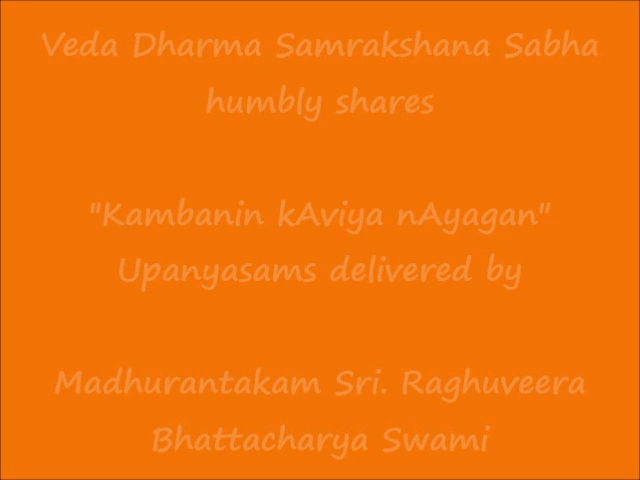 Veda Dharma Samrakshana Sabha
humbly shares
"Kambanin kAviya nAyagan"
Upanyasams delivered by
Madhurantakam Sri. Raghuveera
Bhattacharya Swami